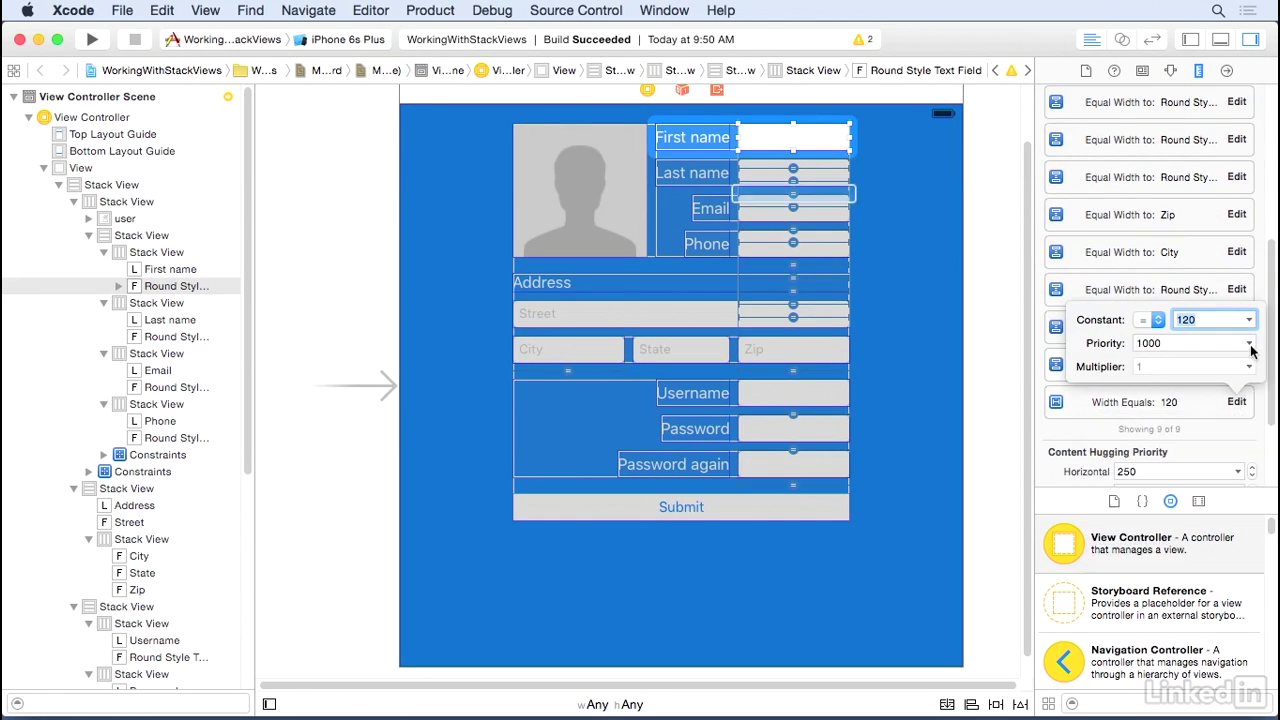 Xcode File Edit View Find Navigate Editor Product Debug Source Control Window Help
Working...ackViews iPhone 6s Plus WorkingWithStackViews Build Succeeded Today at 9:50 AM 2
WorkingWithStackViews W...s M...rd M...e) Vi...ne Vi...ler View St...w St...w St...w Stack View F Round Style Text Field
View Controller Scene
View Controller
Top Layout Guide
Bottom Layout Guide
View
Stack View
Stack View
user
Stack View
Stack View
L First name
F Round Styl...
Stack View
L Last name
F Round Styl...
Stack View
L Email
F Round Styl...
Stack View
L Phone
F Round Styl...
Constraints
Constraints
Stack View
L Address
F Street
Stack View
F City
F State
F Zip
Stack View
Stack View
L Username
F Round Style T...
Stack View
First name
Last name
Email
Phone
Address
Street
City State Zip
Username
Password
Password again
Submit
wAny hAny
Equal Width to: Round Sty... Edit
Equal Width to: Round Sty... Edit
Equal Width to: Round Sty... Edit
Equal Width to: Zip Edit
Equal Width to: City Edit
Equal Width to: Round Sty... Edit
Constant: = 120
Priority: 1000
Multiplier: 1
Width Equals: 120 Edit
Showing 9 of 9
Content Hugging Priority
Horizontal 250
View Controller - A controller
that manages a view.
Storyboard Reference -
Provides a placeholder for a view
controller in an external storybo...
Navigation Controller - A
controller that manages navigation
through a hierarchy of views.
Linked in